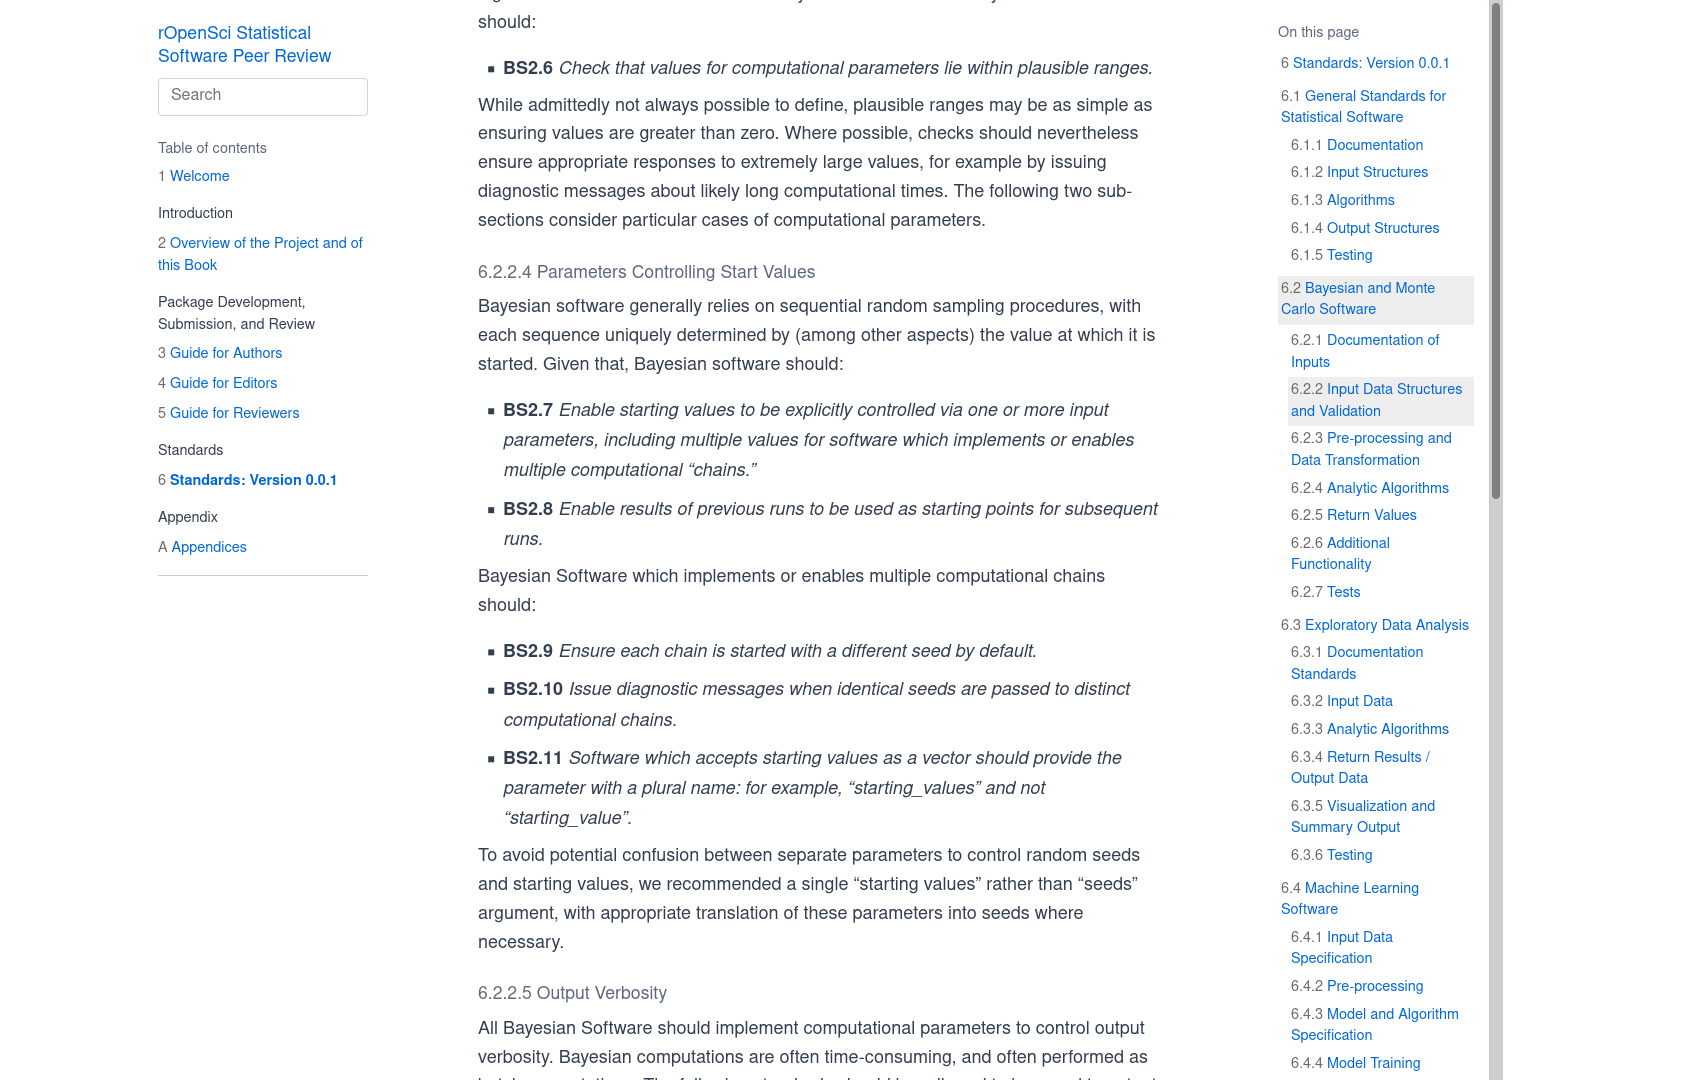 rOpenSci Statistical
Software Peer Review
Search
Table of contents
1 Welcome
Introduction
2 Overview of the Project and of
this Book
Package Development,
Submission, and Review
3 Guide for Authors
4 Guide for Editors
5 Guide for Reviewers
Standards
6 Standards: Version 0.0.1
Appendix
A Appendices
should:
BS2.6 Check that values for computational parameters lie within plausible ranges.
While admittedly not always possible to define, plausible ranges may be as simple as
ensuring values are greater than zero. Where possible, checks should nevertheless
ensure appropriate responses to extremely large values, for example by issuing
diagnostic messages about likely long computational times. The following two sub-
sections consider particular cases of computational parameters.
6.2.2.4 Parameters Controlling Start Values
Bayesian software generally relies on sequential random sampling procedures, with
each sequence uniquely determined by (among other aspects) the value at which it is
started. Given that, Bayesian software should:
BS2.7 Enable starting values to be explicitly controlled via one or more input
parameters, including multiple values for software which implements or enables
multiple computational “chains.”
BS2.8 Enable results of previous runs to be used as starting points for subsequent
runs.
Bayesian Software which implements or enables multiple computational chains
should:
BS2.9 Ensure each chain is started with a different seed by default.
BS2.10 Issue diagnostic messages when identical seeds are passed to distinct
computational chains.
BS2.11 Software which accepts starting values as a vector should provide the
parameter with a plural name: for example, “starting_values” and not
“starting_value”.
To avoid potential confusion between separate parameters to control random seeds
and starting values, we recommended a single “starting values” rather than “seeds”
argument, with appropriate translation of these parameters into seeds where
necessary.
6.2.2.5 Output Verbosity
All Bayesian Software should implement computational parameters to control output
verbosity. Bayesian computations are often time-consuming, and often performed as
On this page
6 Standards: Version 0.0.1
6.1 General Standards for
Statistical Software
6.1.1 Documentation
6.1.2 Input Structures
6.1.3 Algorithms
6.1.4 Output Structures
6.1.5 Testing
6.2 Bayesian and Monte
Carlo Software
6.2.1 Documentation of
Inputs
6.2.2 Input Data Structures
and Validation
6.2.3 Pre-processing and
Data Transformation
6.2.4 Analytic Algorithms
6.2.5 Return Values
6.2.6 Additional
Functionality
6.2.7 Tests
6.3 Exploratory Data Analysis
6.3.1 Documentation
Standards
6.3.2 Input Data
6.3.3 Analytic Algorithms
6.3.4 Return Results /
Output Data
6.3.5 Visualization and
Summary Output
6.3.6 Testing
6.4 Machine Learning
Software
6.4.1 Input Data
Specification
6.4.2 Pre-processing
6.4.3 Model and Algorithm
Specification
6.4.4 Model Training